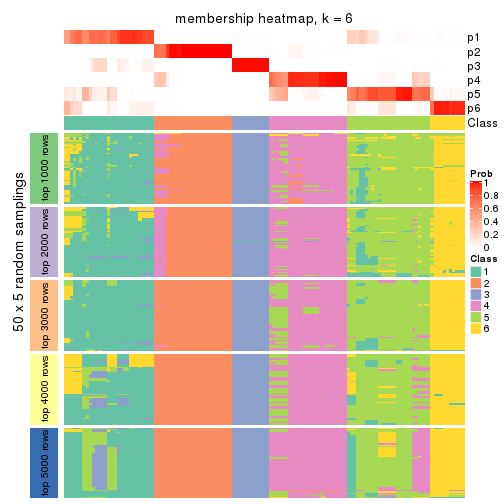 membership heatmap, k = 6
p1
p2
p3
p4
p5
p6
Class
50 x 5 random samplings
top 1000 rows
top 2000 rows
top 3000 rows
top 4000 rows
top 5000 rows
Prob
1
0.8
0.6
0.4
0.2
0
Class
1
2
3
4
5
6